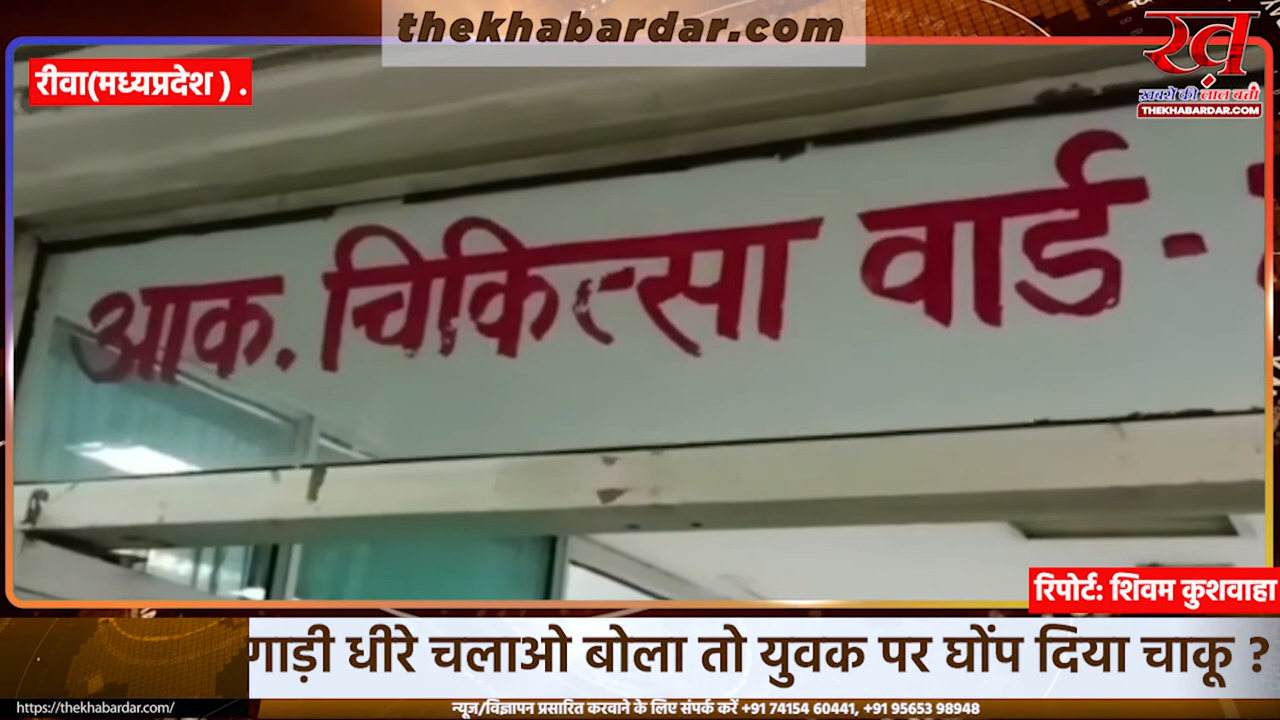 thekhabardar.com
रीवा(मध्यप्रदेश ) .
ख़
खबरों की लाल बत्ती
THEKHABARDAR.COM
आक. चिकित्सा वार्ड -
रिपोर्ट: शिवम कुशवाहा
गाड़ी धीरे चलाओ बोला तो युवक पर घोंप दिया चाकू ?
https://thekhabardar.com/
न्यूज/विज्ञापन प्रसारित करवाने के लिए संपर्क करें +91 74154 60441, +91 95653 98948